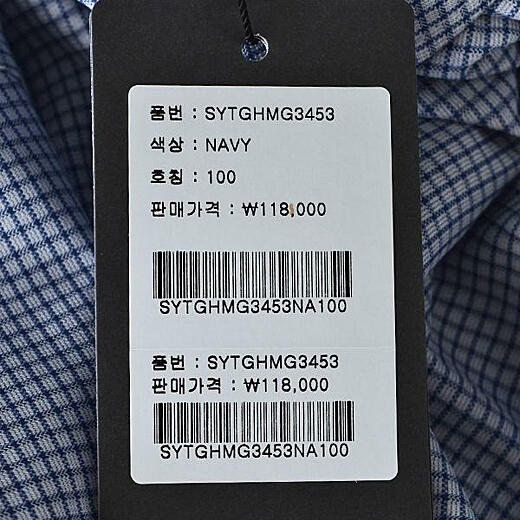 품번 : SYTGHMG3453
색상 : NAVY
호칭 : 100
판매가격 : ₩118,000
SYTGHMG3453NA100
품번 : SYTGHMG3453
판매가격 : ₩118,000
SYTGHMG3453NA100